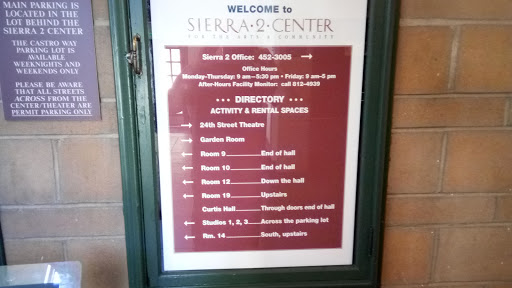 MAIN PARKING IS
LOCATED IN THE
LOT BEHIND THE
SIERRA 2 CENTER
THE CASTRO WAY
PARKING LOT IS
AVAILABLE
WEEKNIGHTS AND
WEEKENDS ONLY
PLEASE BE AWARE
THAT ALL STREETS
ACROSS FROM THE
CENTER/THEATER ARE
PERMIT PARKING ONLY
WELCOME to
SIERRA·2·CENTER
FOR THE ARTS & COMMUNITY
Sierra 2 Office: 452-3005
Office Hours
Monday-Thursday: 9 am—5:30 pm • Friday: 9 am—5 pm
After-Hours Facility Monitor: call 812-4939
••• DIRECTORY •••
ACTIVITY & RENTAL SPACES
→ 24th Street Theatre
→ Garden Room
← Room 9 End of hall
← Room 10 End of hall
← Room 12 Down the hall
← Room 19 Upstairs
Curtis Hall Through doors end of hall
← Studios 1, 2, 3 Across the parking lot
← Rm. 14 South, upstairs